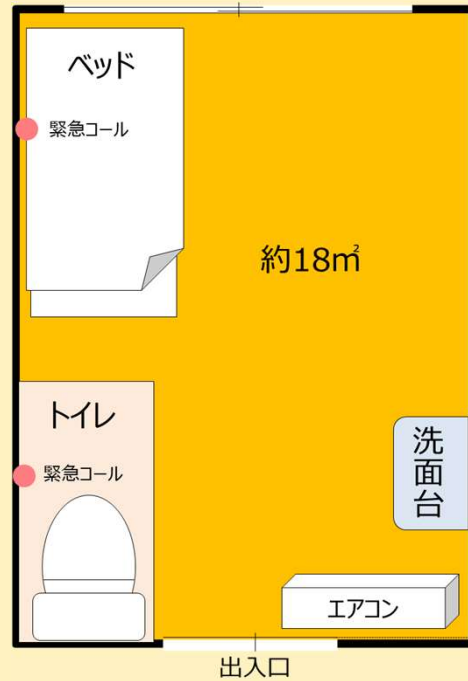 ベッド
緊急コール
約18㎡
トイレ
緊急コール
洗面台
エアコン
出入口